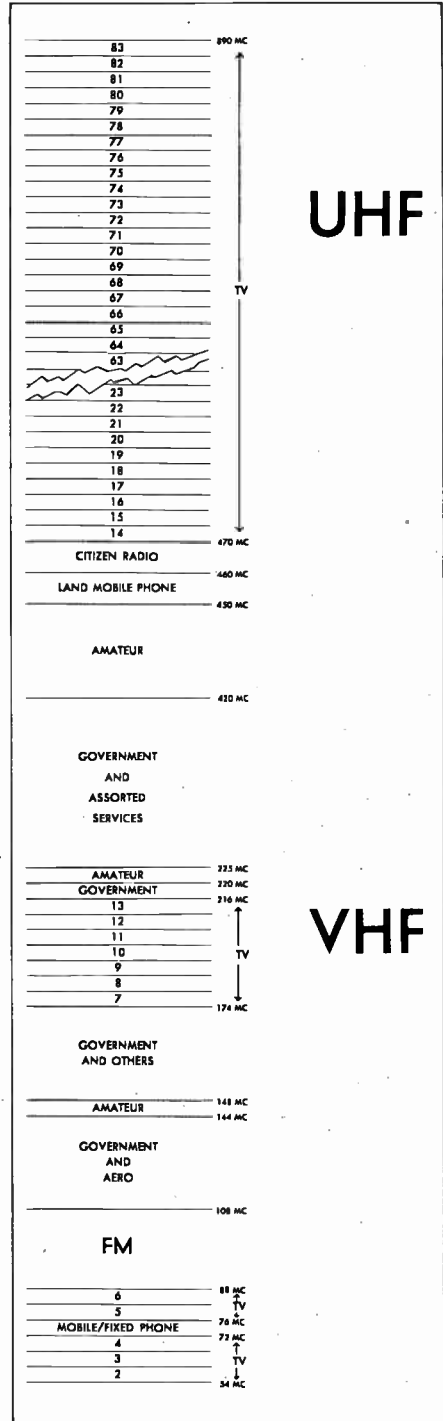 890 MC
83
82
81
80
79
78
77
76
75
74
73
72
UHF
71
70
69
68
67
TV
66
65
64
63
23
22
21
20
19
18
17
16
15
14
470 MC
CITIZEN RADIO
460 MC
LAND MOBILE PHONE
450 MC
AMATEUR
420 MC
GOVERNMENT
AND
ASSORTED
SERVICES
225 MC
AMATEUR
220 MC
GOVERNMENT
216 MC
13
12
VHF
11
10
TV
9
8
7
174 MC
GOVERNMENT
AND OTHERS
148 MC
AMATEUR
144 MC
GOVERNMENT
AND
AERO
108 MC
FM
88 MC
6
TV
5
76 MC
MOBILE/FIXED PHONE
72 MC
4
3
TV
2
54 MC